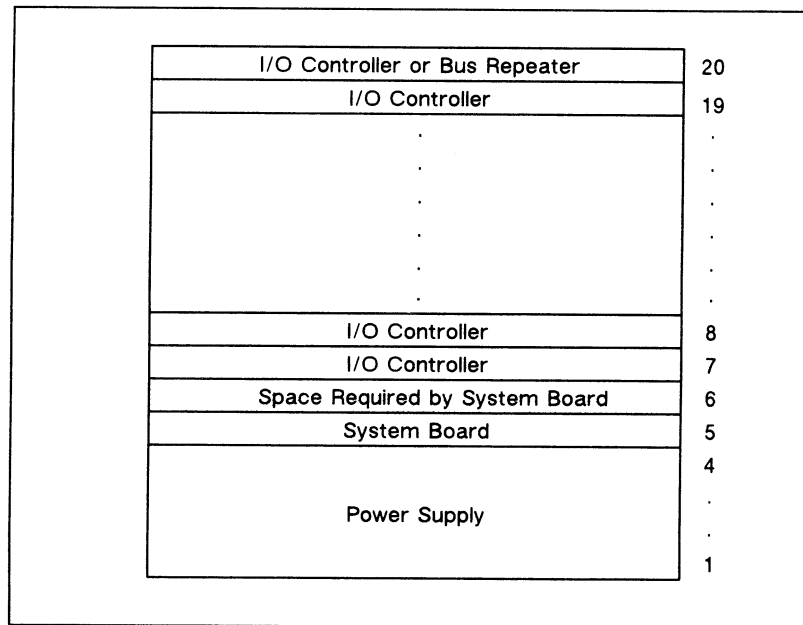 I/O Controller or Bus Repeater 20
I/O Controller 19
. .
. .
. .
. .
. .
. .
I/O Controller 8
I/O Controller 7
Space Required by System Board 6
System Board 5
4
Power Supply .
.
1